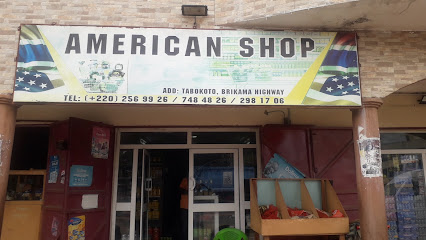 AMERICAN SHOP
ADD: TABOKOTO, BRIKAMA HIGHWAY
TEL: (+220) 256 99 26 / 748 48 26 / 298 17 06